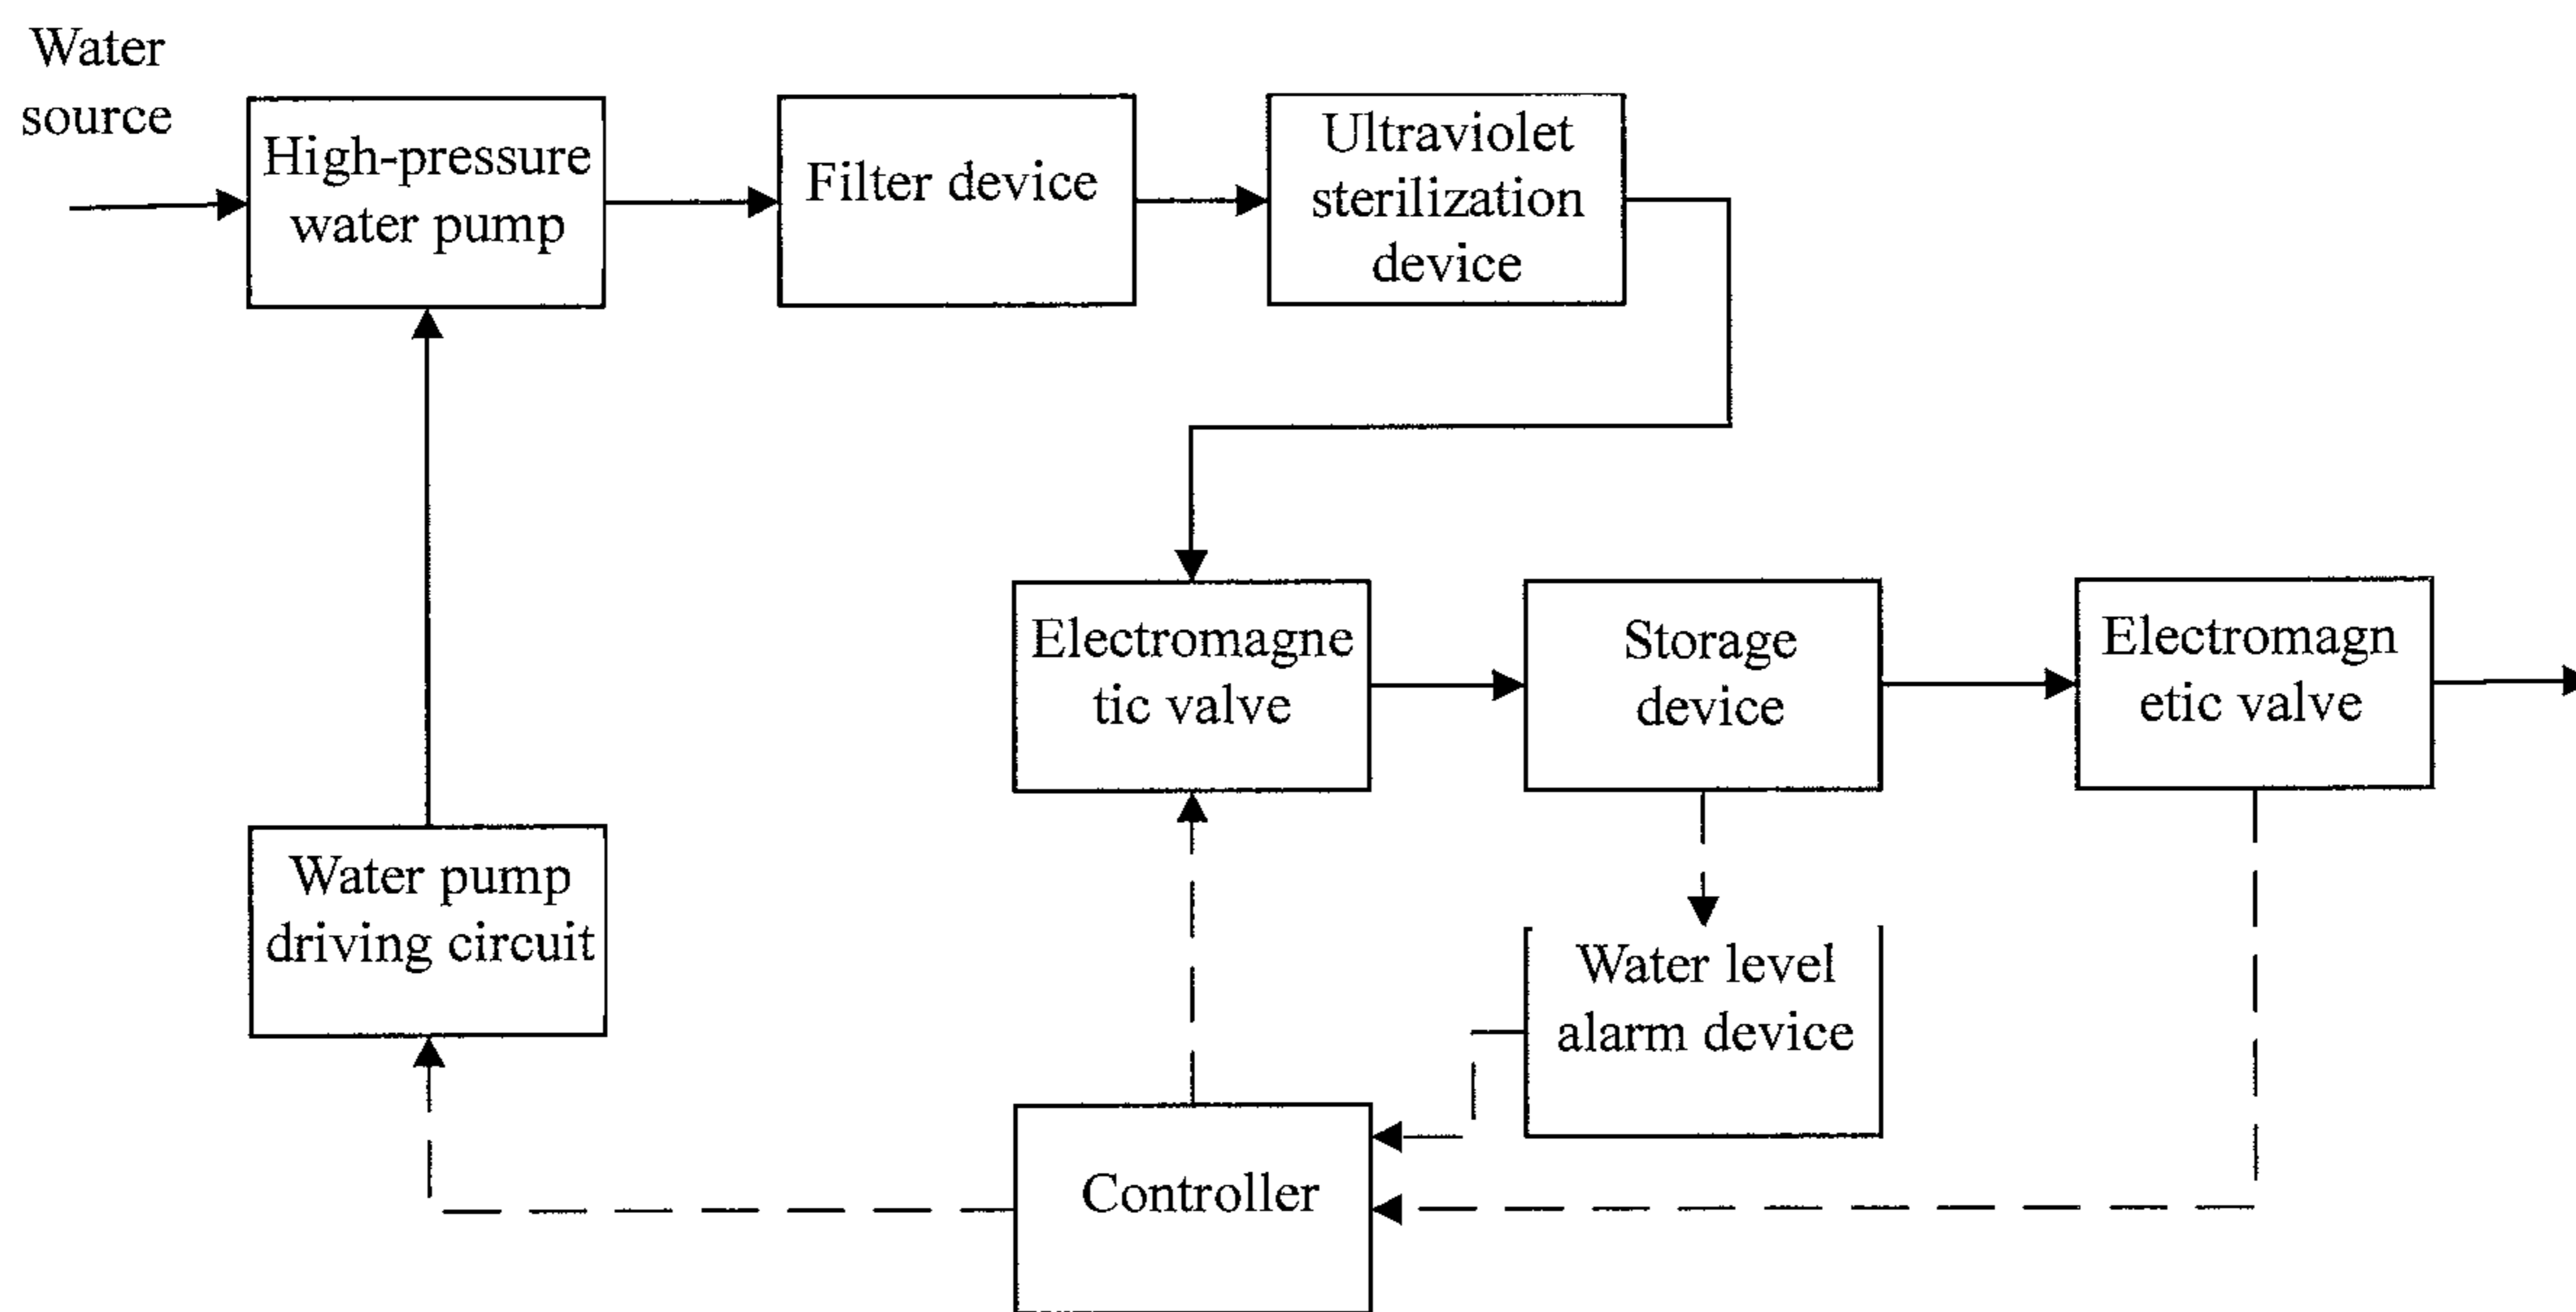 Water
source
High-pressure
water pump
Filter device
Ultraviolet
sterilization
device
Electromagne
tic valve
Storage
device
Electromagn
etic valve
Water pump
driving circuit
Water level
alarm device
Controller